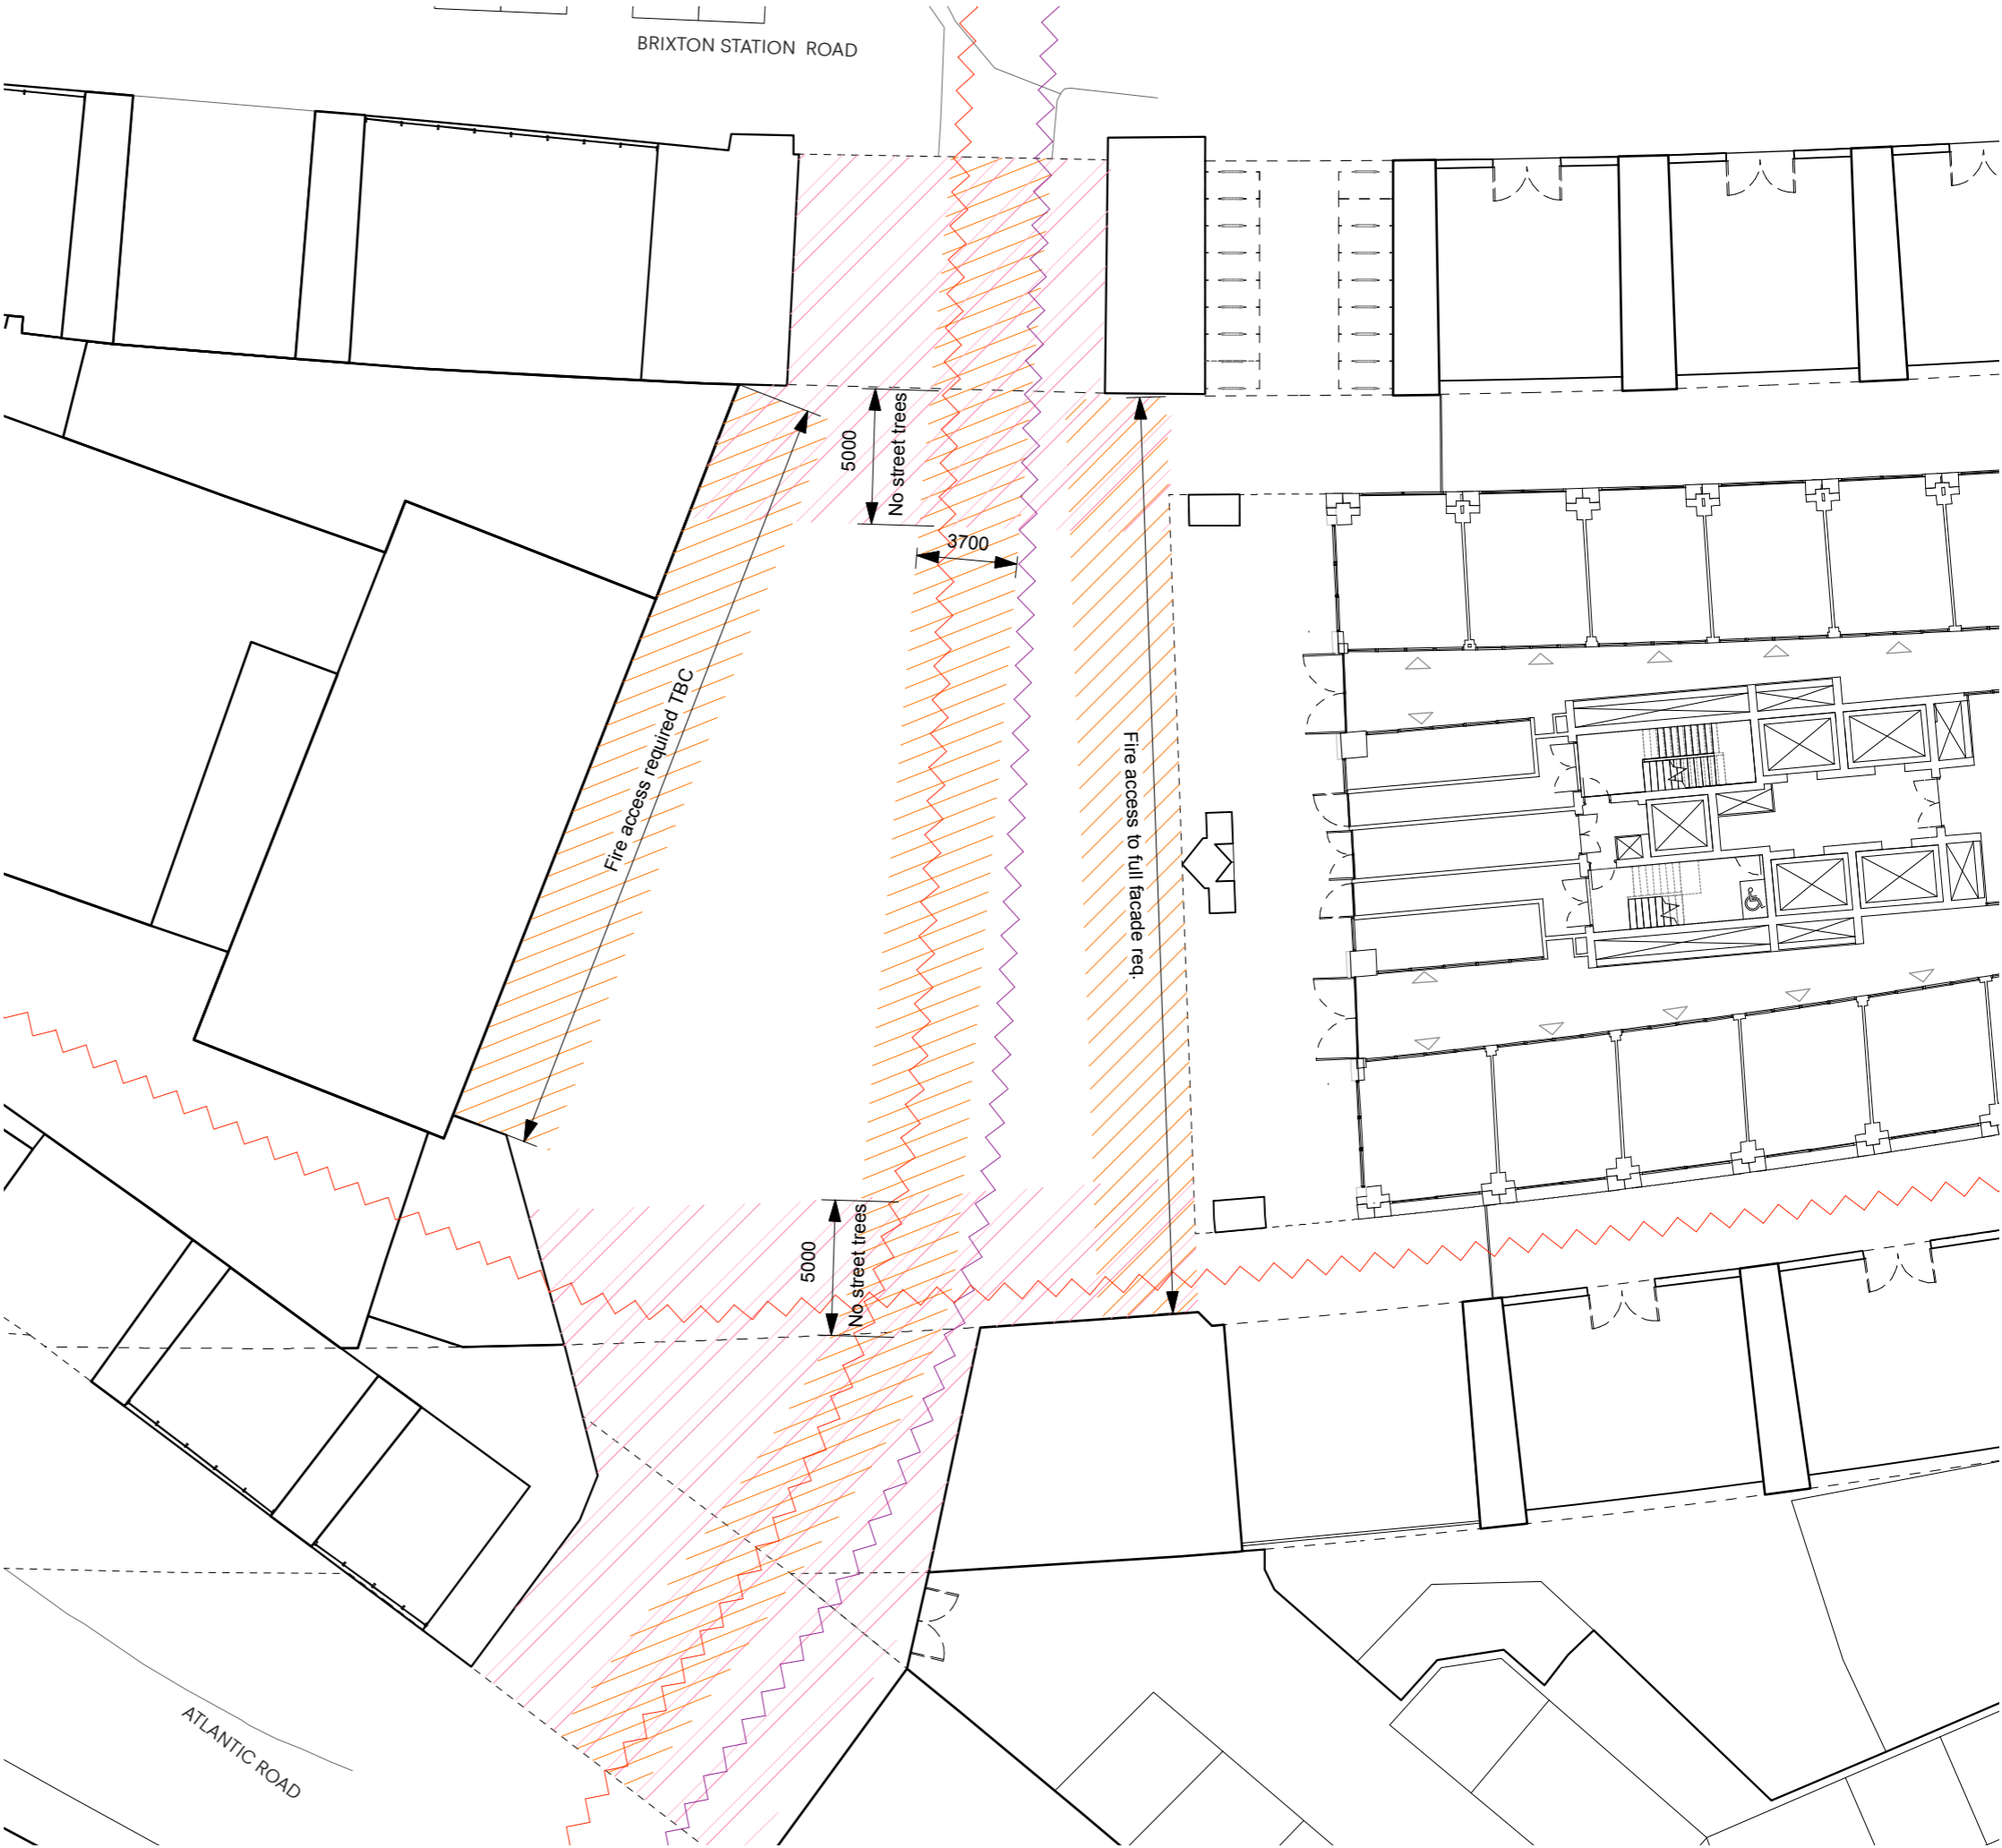 BRIXTON STATION ROAD
5000
No street trees
3700
Fire access required TBC
Fire access to full facade req.
5000
No street trees
ATLANTIC ROAD